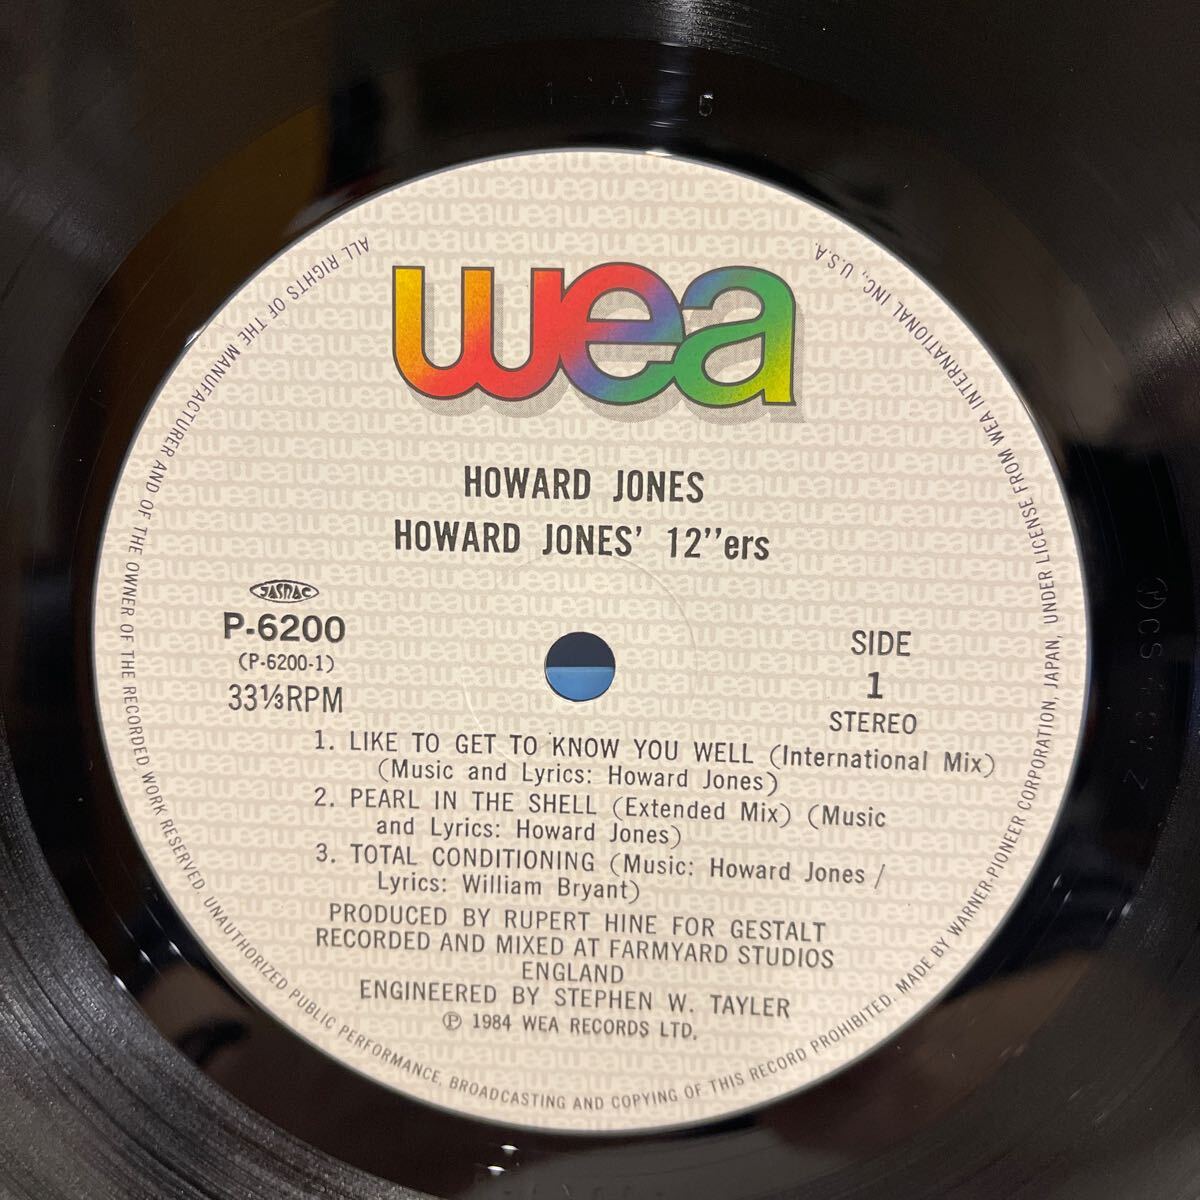 1-A-6
wea
HOWARD JONES
HOWARD JONES' 12''ers
JASRAC
P-6200
(P-6200-1)
33⅓RPM
SIDE
1
STEREO
1. LIKE TO GET TO KNOW YOU WELL (International Mix)
(Music and Lyrics: Howard Jones)
2. PEARL IN THE SHELL (Extended Mix) (Music
and Lyrics: Howard Jones)
3. TOTAL CONDITIONING (Music: Howard Jones /
Lyrics: William Bryant)
PRODUCED BY RUPERT HINE FOR GESTALT
RECORDED AND MIXED AT FARMYARD STUDIOS
ENGLAND
ENGINEERED BY STEPHEN W. TAYLER
Ⓟ 1984 WEA RECORDS LTD.
ALL RIGHTS OF THE MANUFACTURER AND OF THE OWNER OF THE RECORDED WORK RESERVED. UNAUTHORIZED PUBLIC PERFORMANCE, BROADCASTING AND COPYING OF THIS RECORD PROHIBITED. MADE BY WARNER-PIONEER CORPORATION, JAPAN, UNDER LICENSE FROM WEA INTERNATIONAL INC., U.S.A.